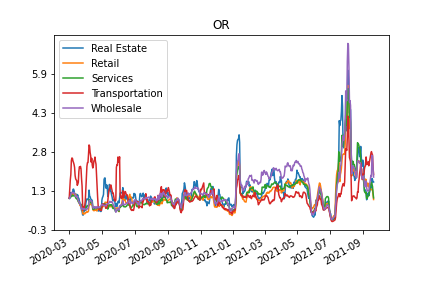 OR
Real Estate
Retail
Services
Transportation
Wholesale
5.9
4.3
2.8
1.3
-0.3
2020-03
2020-05
2020-07
2020-09
2020-11
2021-01
2021-03
2021-05
2021-07
2021-09